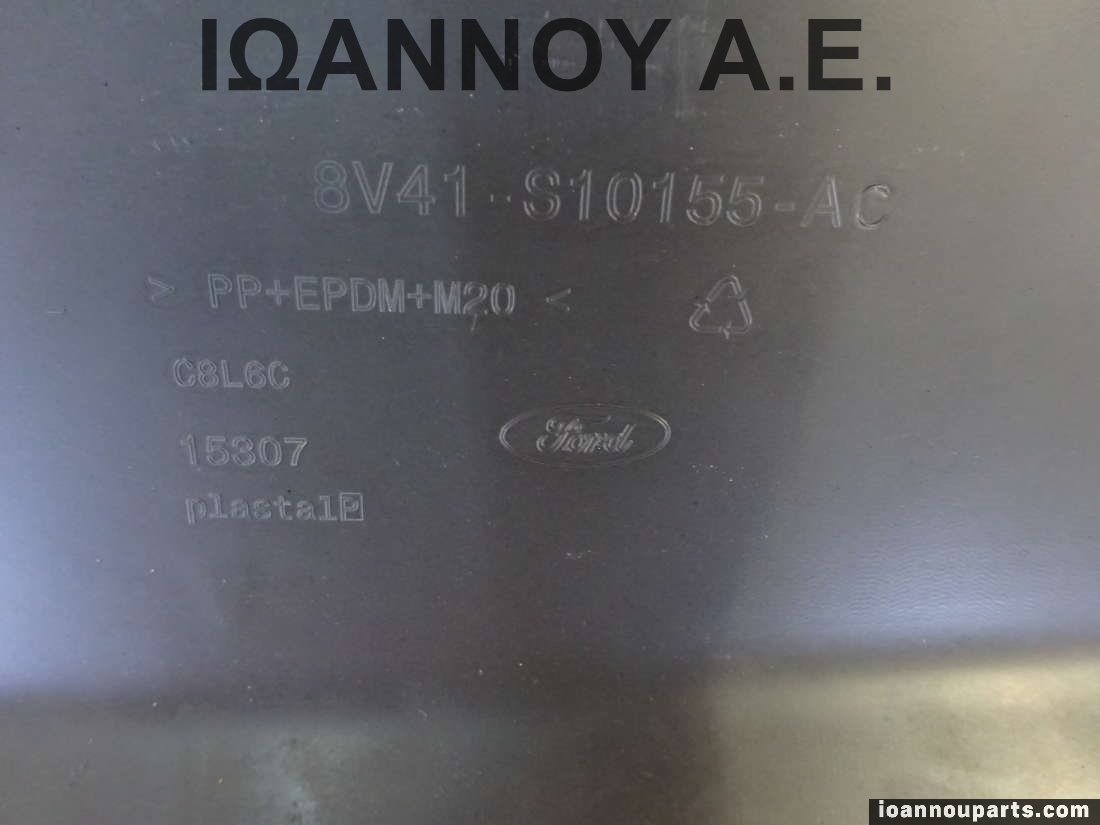 ΙΩΑΝΝΟΥ Α.Ε.
8V41-S10155-AC
> PP+EPDM+M20 <
C8L6C
Ford
15307
plastal P
ioannouparts.com